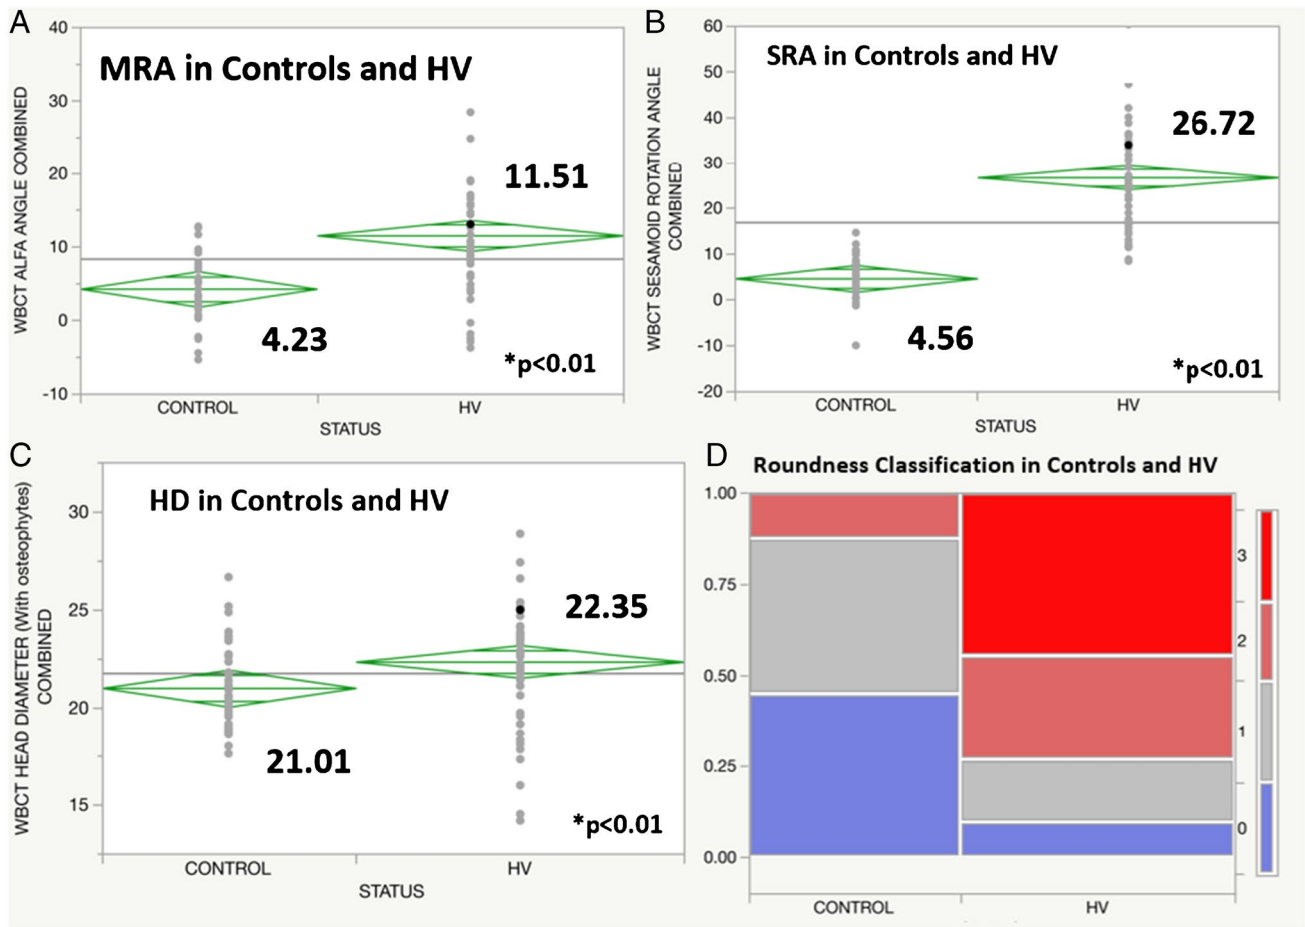 A
MRA in Controls and HV
WBCT ALFA ANGLE COMBINED
40
30
20
10
0
-10
11.51
4.23
*p<0.01
CONTROL
HV
STATUS
B
SRA in Controls and HV
WBCT SESAMOID ROTATION ANGLE
COMBINED
60
50
40
30
20
10
0
-10
-20
26.72
4.56
*p<0.01
CONTROL
HV
STATUS
C
HD in Controls and HV
WBCT HEAD DIAMETER (With osteophytes)
COMBINED
30
25
20
15
22.35
21.01
*p<0.01
CONTROL
HV
STATUS
D
Roundness Classification in Controls and HV
1.00
0.75
0.50
0.25
0.00
3
2
1
0
CONTROL
HV